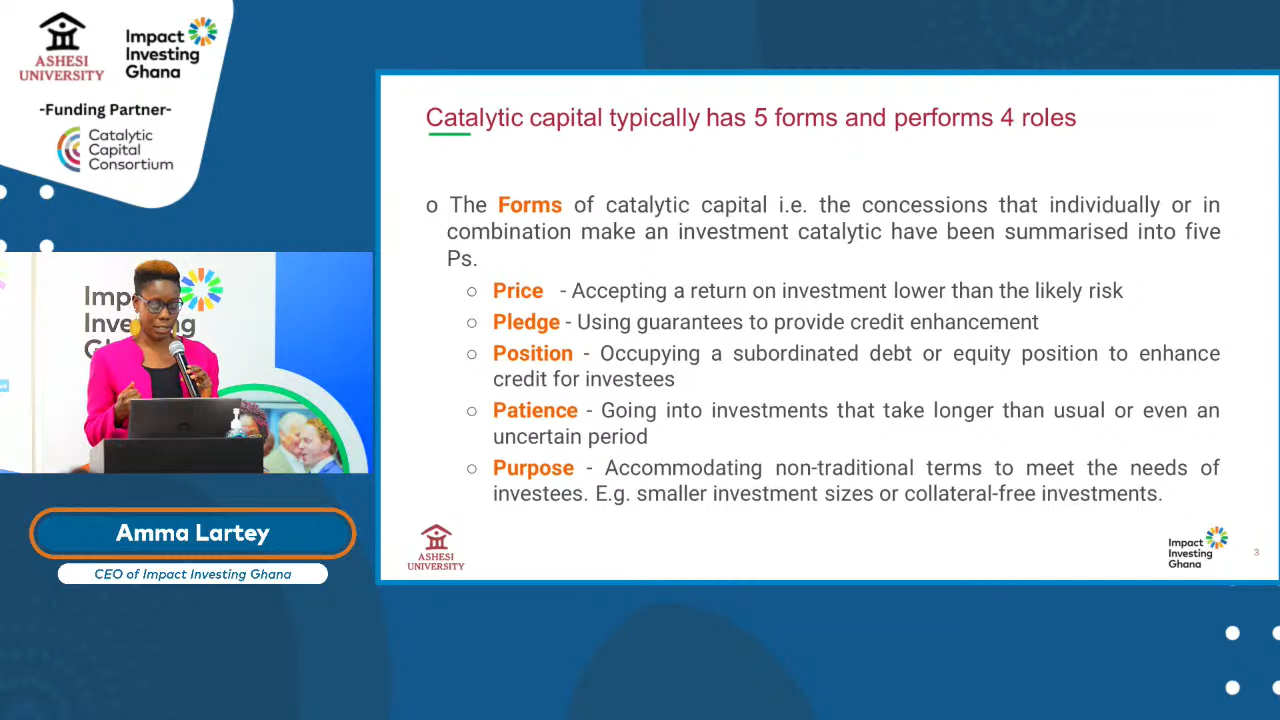 ASHESI
UNIVERSITY
Impact
Investing
Ghana
-Funding Partner-
Catalytic
Capital
Consortium
Amma Lartey
CEO of Impact Investing Ghana
Catalytic capital typically has 5 forms and performs 4 roles
o The Forms of catalytic capital i.e. the concessions that individually or in
combination make an investment catalytic have been summarised into five
Ps.
○ Price - Accepting a return on investment lower than the likely risk
○ Pledge - Using guarantees to provide credit enhancement
○ Position - Occupying a subordinated debt or equity position to enhance
credit for investees
○ Patience - Going into investments that take longer than usual or even an
uncertain period
○ Purpose - Accommodating non-traditional terms to meet the needs of
investees. E.g. smaller investment sizes or collateral-free investments.
ASHESI
UNIVERSITY
Impact
Investing
Ghana
3